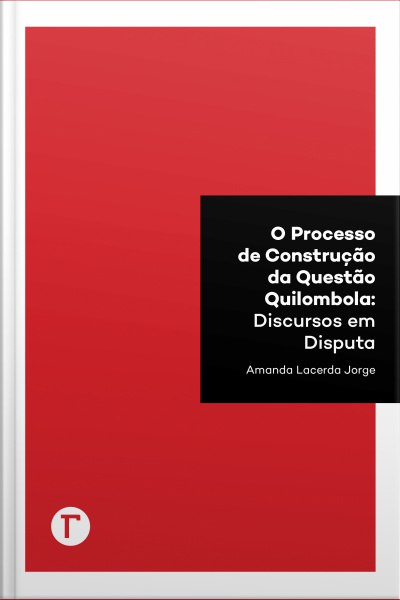 O Processo
de Construção
da Questão
Quilombola:
Discursos em
Disputa
Amanda Lacerda Jorge